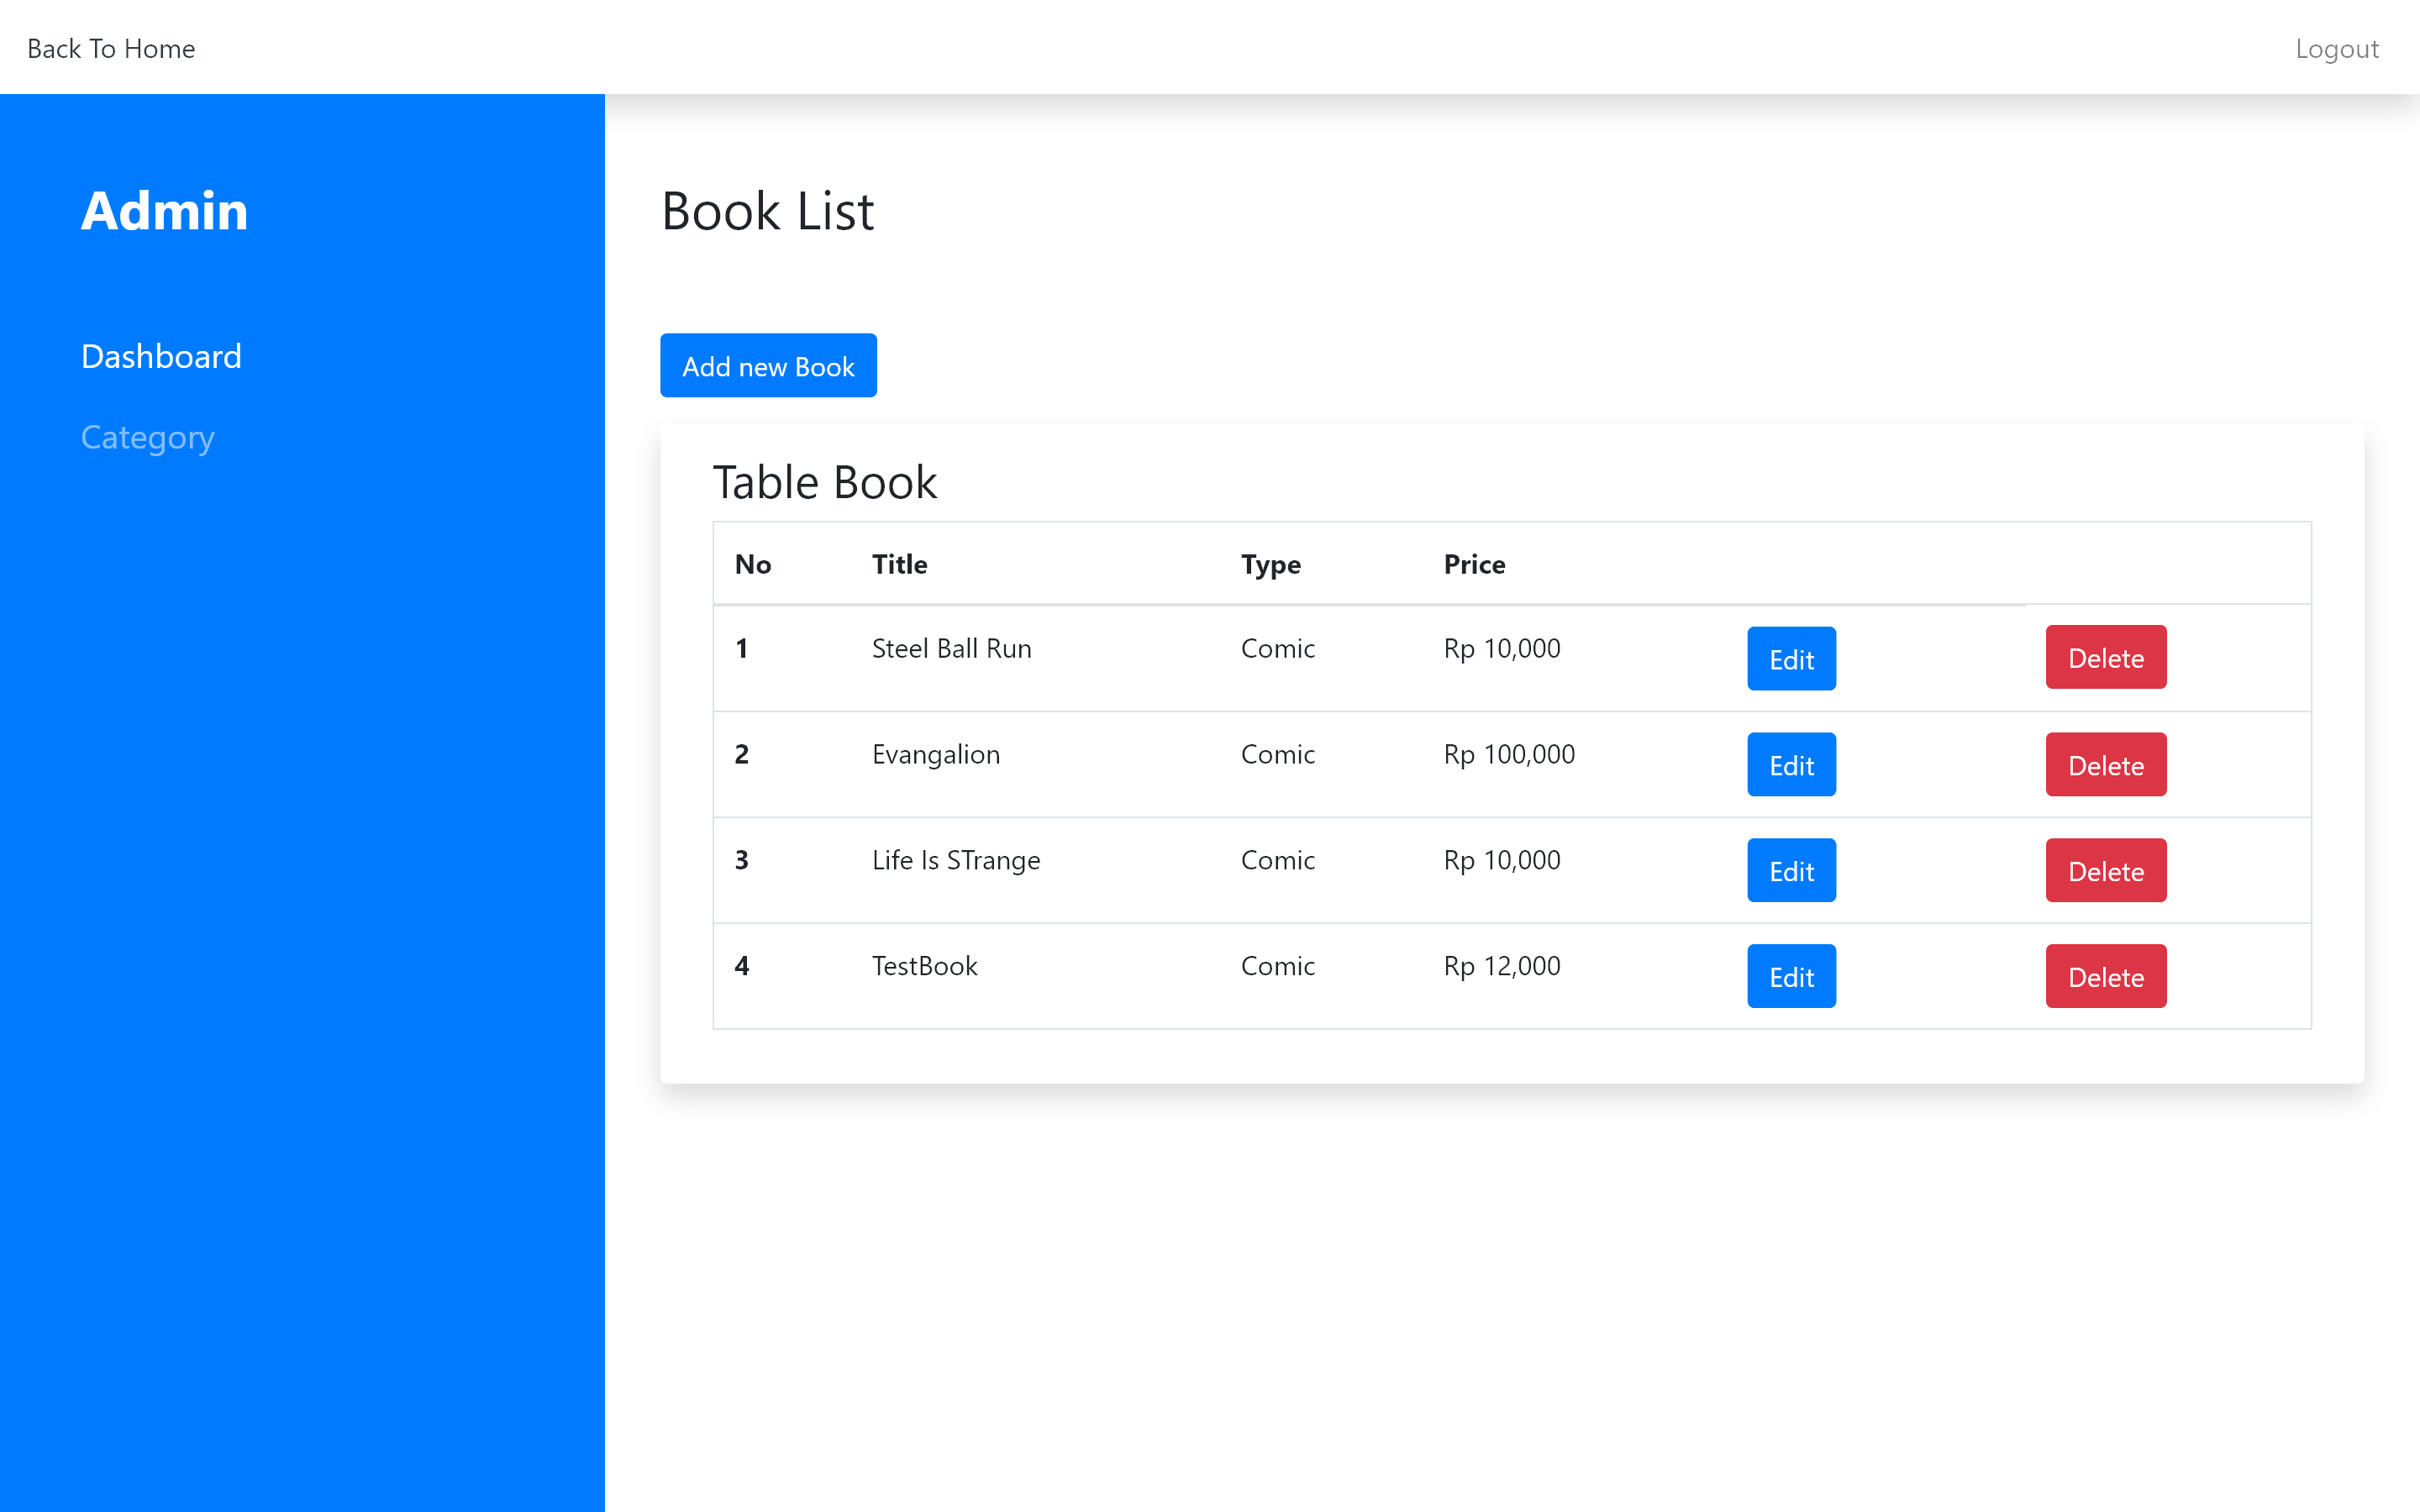 Back To Home Logout
Admin
Dashboard
Category
Book List
Add new Book
Table Book
No Title Type Price
1 Steel Ball Run Comic Rp 10,000 Edit Delete
2 Evangalion Comic Rp 100,000 Edit Delete
3 Life Is STrange Comic Rp 10,000 Edit Delete
4 TestBook Comic Rp 12,000 Edit Delete